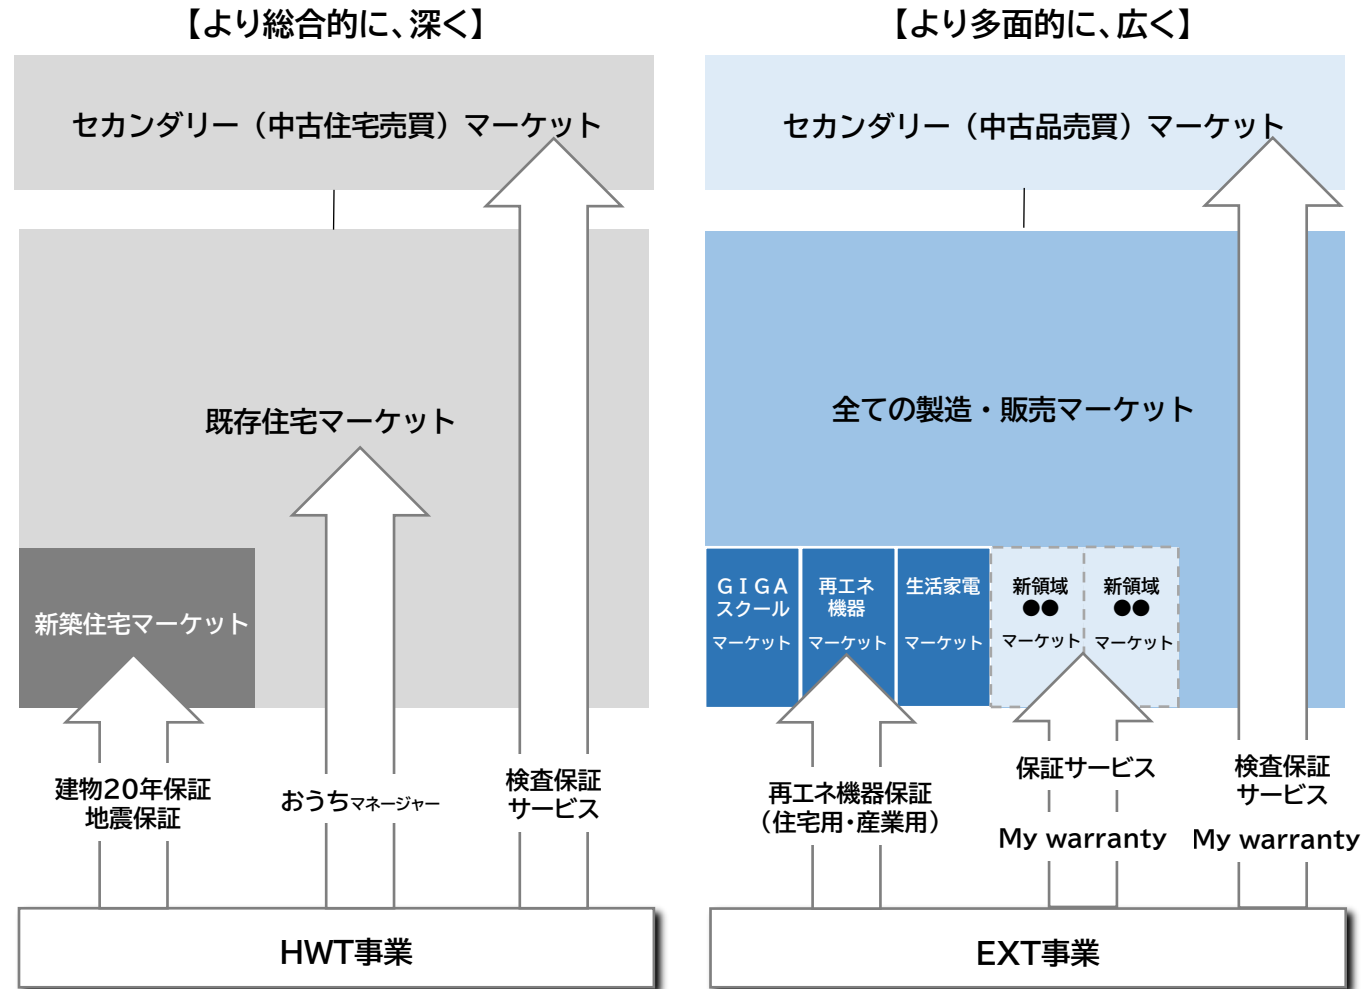 【より総合的に、深く】
セカンダリー（中古住宅売買）マーケット
既存住宅マーケット
新築住宅マーケット
建物20年保証
地震保証
おうちマネージャー
検査保証
サービス
HWT事業
【より多面的に、広く】
セカンダリー（中古品売買）マーケット
全ての製造・販売マーケット
ＧＩＧＡ
スクール
マーケット
再エネ
機器
マーケット
生活家電
マーケット
新領域
●●
マーケット
新領域
●●
マーケット
再エネ機器保証
（住宅用・産業用）
保証サービス
My warranty
検査保証
サービス
My warranty
EXT事業